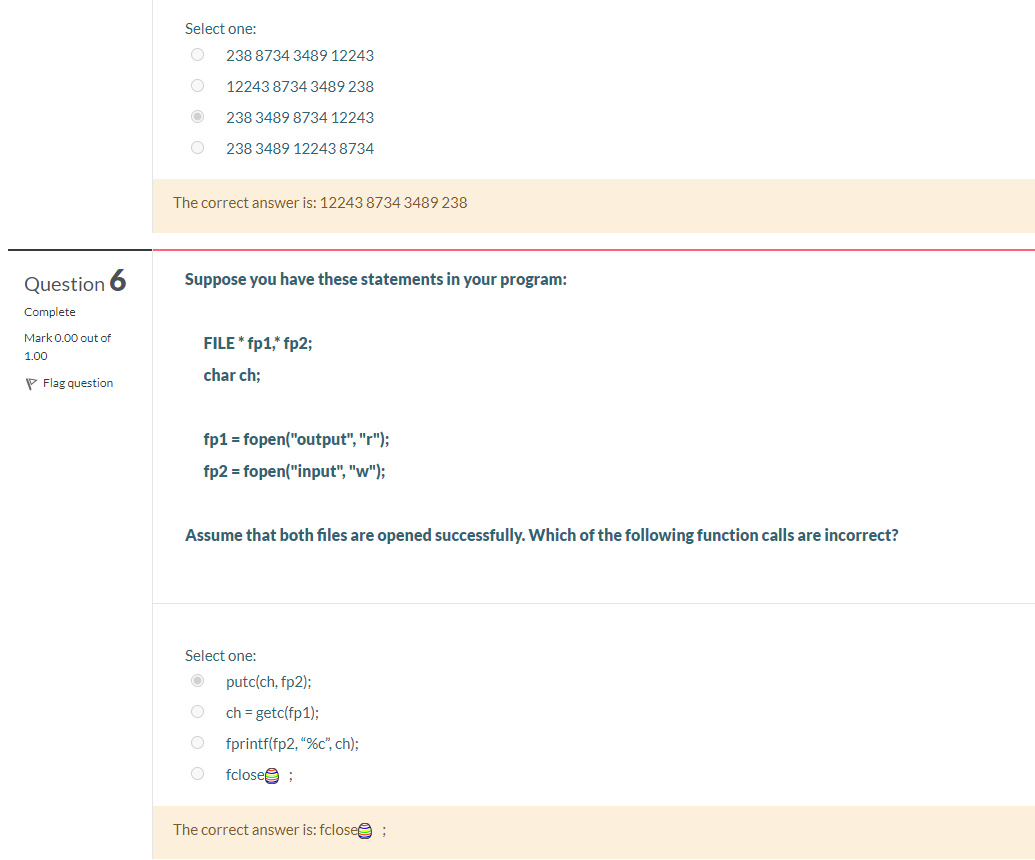 Select one:
238 8734 3489 12243
12243 8734 3489 238
238 3489 8734 12243
238 3489 12243 8734
The correct answer is: 12243 8734 3489 238
Question 6
Complete
Mark 0.00 out of
1.00
Flag question
Suppose you have these statements in your program:
FILE * fp1,* fp2;
char ch;
fp1 = fopen("output", "r");
fp2 = fopen("input", "w");
Assume that both files are opened successfully. Which of the following function calls are incorrect?
Select one:
putc(ch, fp2);
ch = getc(fp1);
fprintf(fp2, “%c”, ch);
fclose ;
The correct answer is: fclose ;